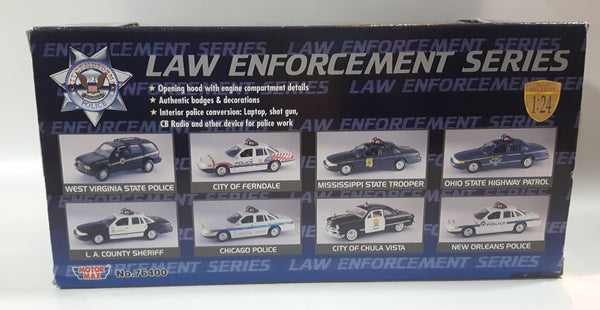 LAW ENFORCEMENT SERIES
POLICE
★ Opening hood with engine compartment details
★ Authentic badges & decorations
★ Interior police conversion: Laptop, shot gun,
CB Radio and other device for police work
1:24
WEST VIRGINIA STATE POLICE
CITY OF FERNDALE
MISSISSIPPI STATE TROOPER
OHIO STATE HIGHWAY PATROL
L. A. COUNTY SHERIFF
CHICAGO POLICE
CITY OF CHULA VISTA
NEW ORLEANS POLICE
MOTOR
MAX
No.76400
LAW ENFORCEMENT SERIES